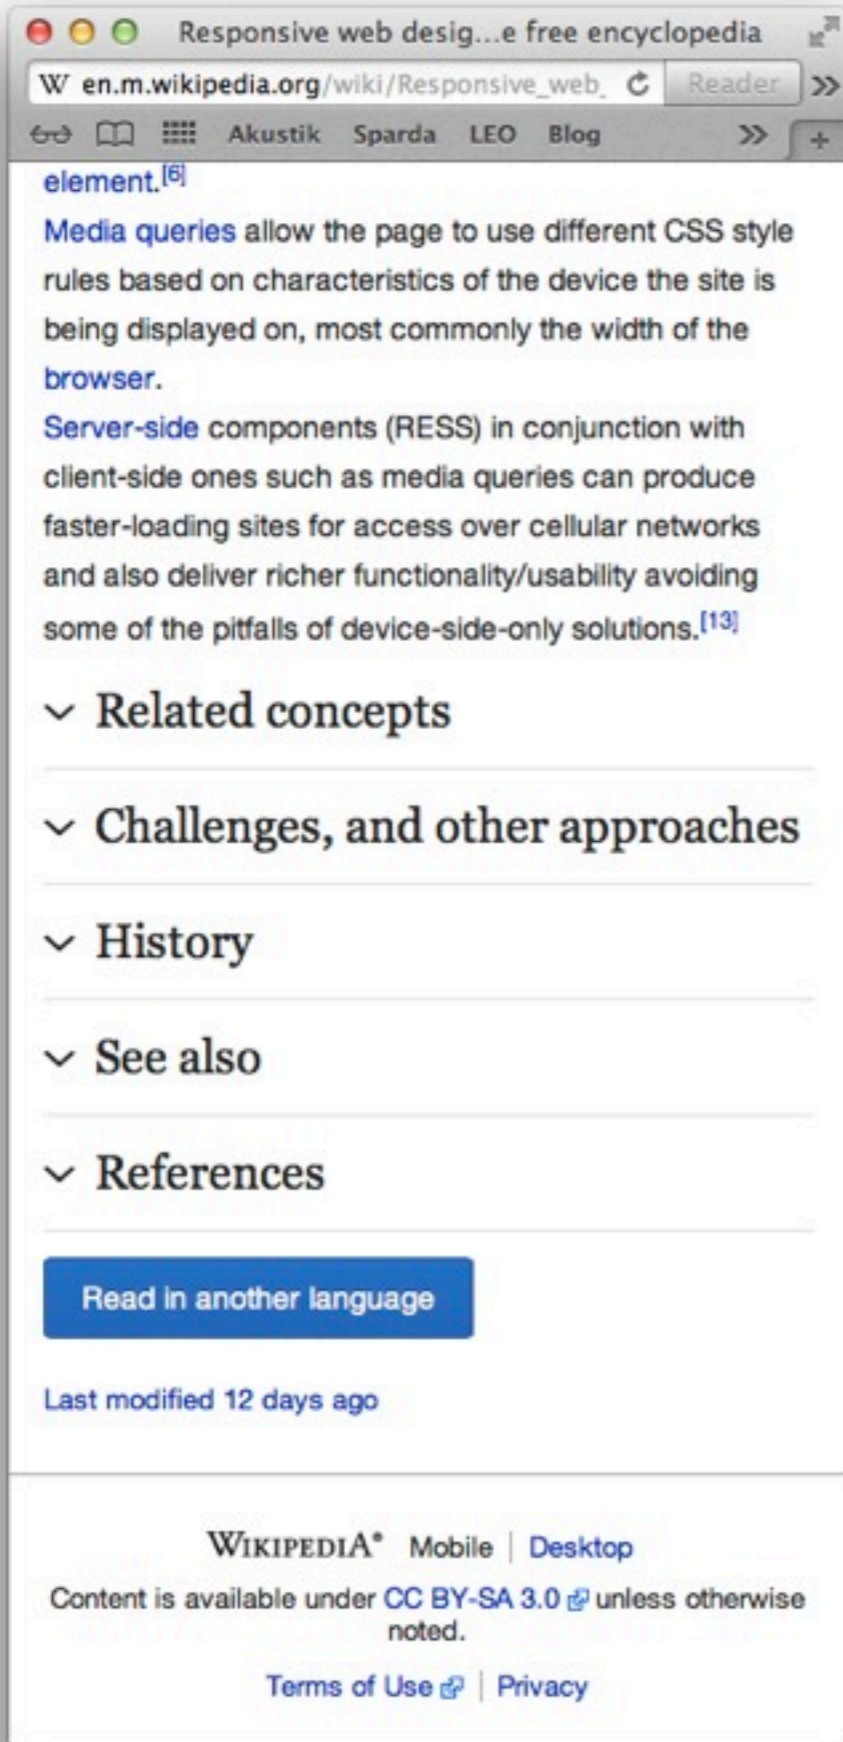 Responsive web desig...e free encyclopedia
W en.m.wikipedia.org/wiki/Responsive_web_ Reader »
Akustik Sparda LEO Blog » +
element.[6]
Media queries allow the page to use different CSS style
rules based on characteristics of the device the site is
being displayed on, most commonly the width of the
browser.
Server-side components (RESS) in conjunction with
client-side ones such as media queries can produce
faster-loading sites for access over cellular networks
and also deliver richer functionality/usability avoiding
some of the pitfalls of device-side-only solutions.[13]
Related concepts
Challenges, and other approaches
History
See also
References
Read in another language
Last modified 12 days ago
WIKIPEDIA® Mobile | Desktop
Content is available under CC BY-SA 3.0 unless otherwise
noted.
Terms of Use | Privacy